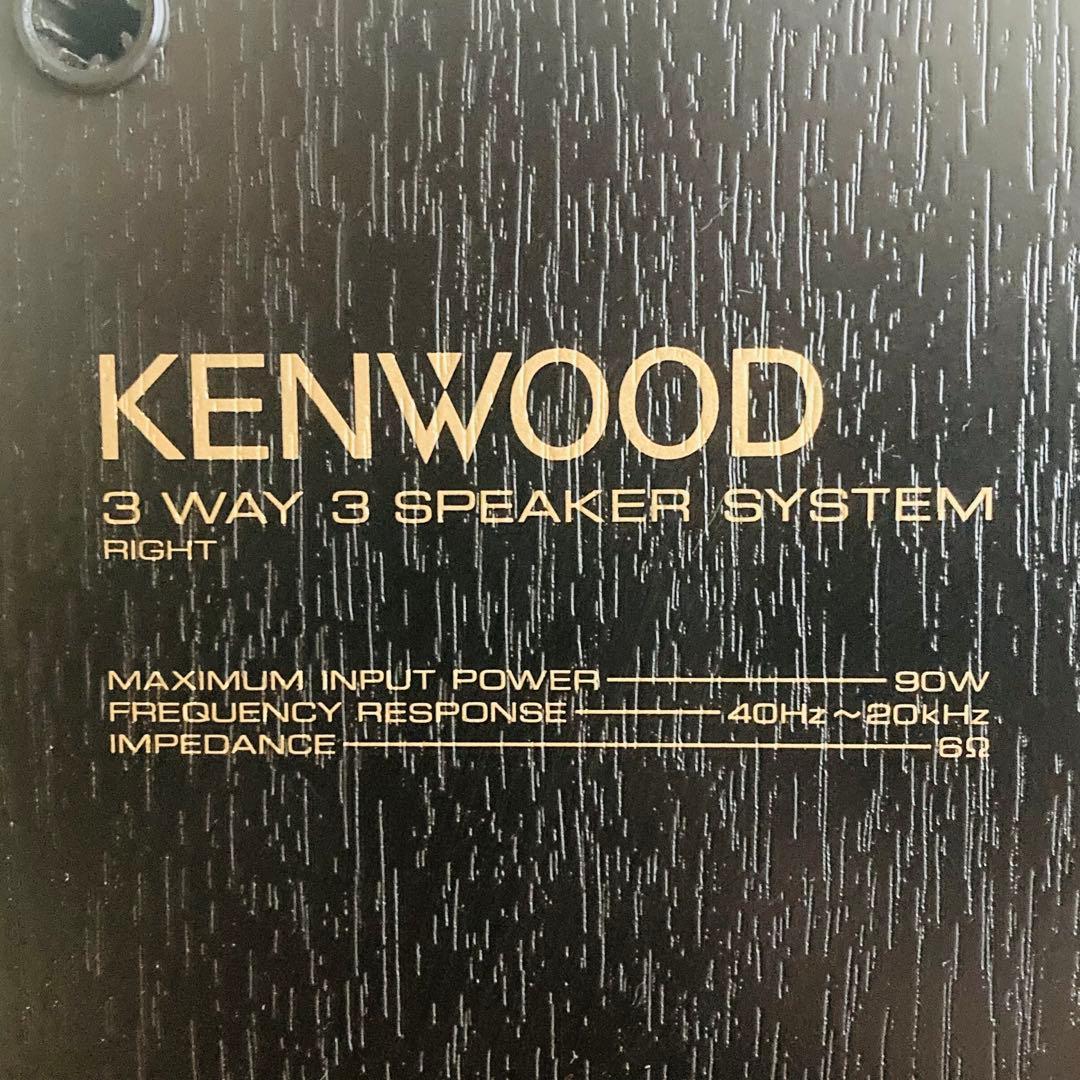 KENWOOD
3 WAY 3 SPEAKER SYSTEM
RIGHT
MAXIMUM INPUT POWER 90W
FREQUENCY RESPONSE 40Hz~20kHz
IMPEDANCE 6Ω